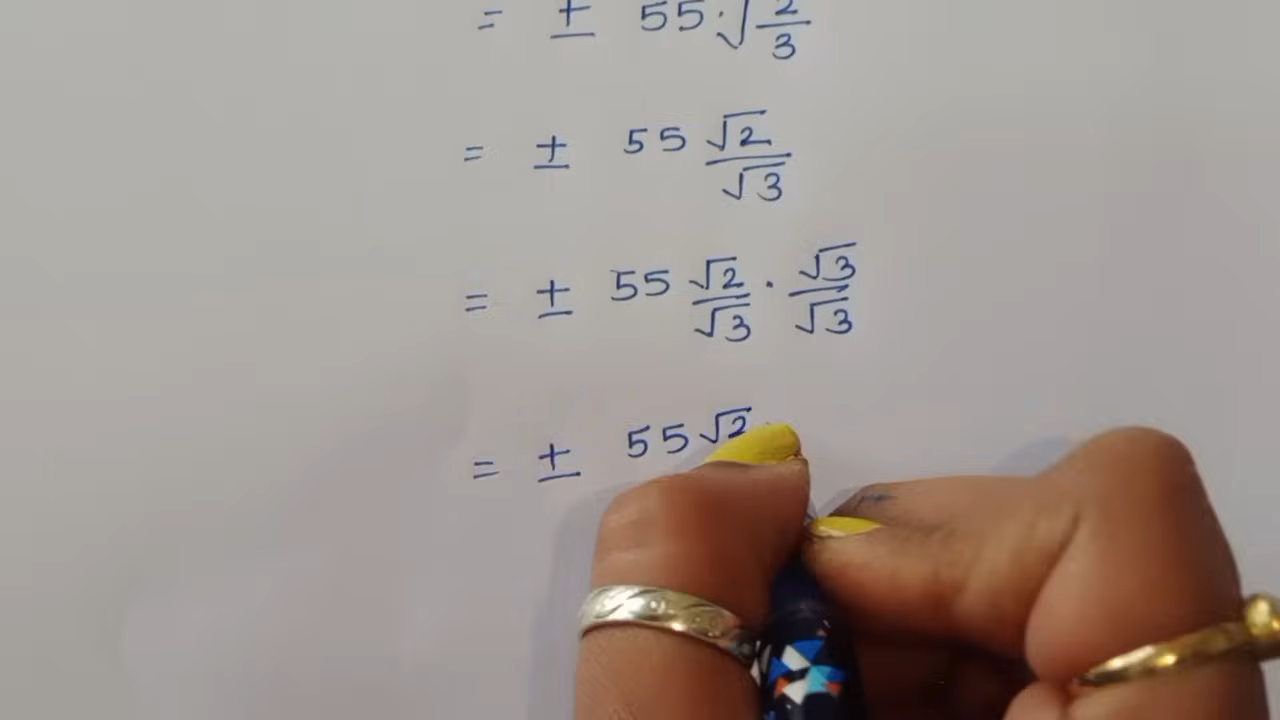 = ± 55·√2/3
= ± 55 √2/√3
= ± 55 √2/√3 · √3/√3
= ± 55√2